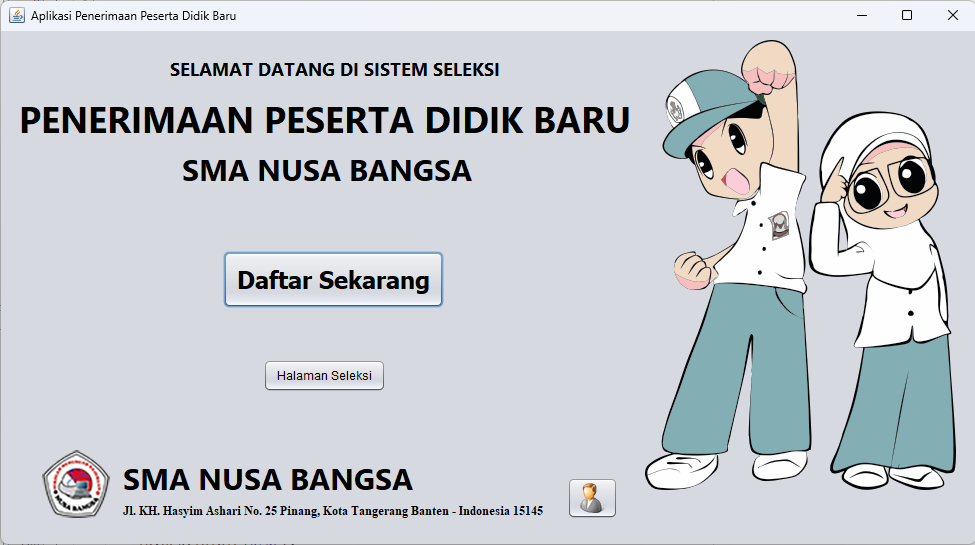 Aplikasi Penerimaan Peserta Didik Baru
SELAMAT DATANG DI SISTEM SELEKSI
PENERIMAAN PESERTA DIDIK BARU
SMA NUSA BANGSA
Daftar Sekarang
Halaman Seleksi
NUSA BANGSA
SMA NUSA BANGSA
Jl. KH. Hasyim Ashari No. 25 Pinang, Kota Tangerang Banten - Indonesia 15145